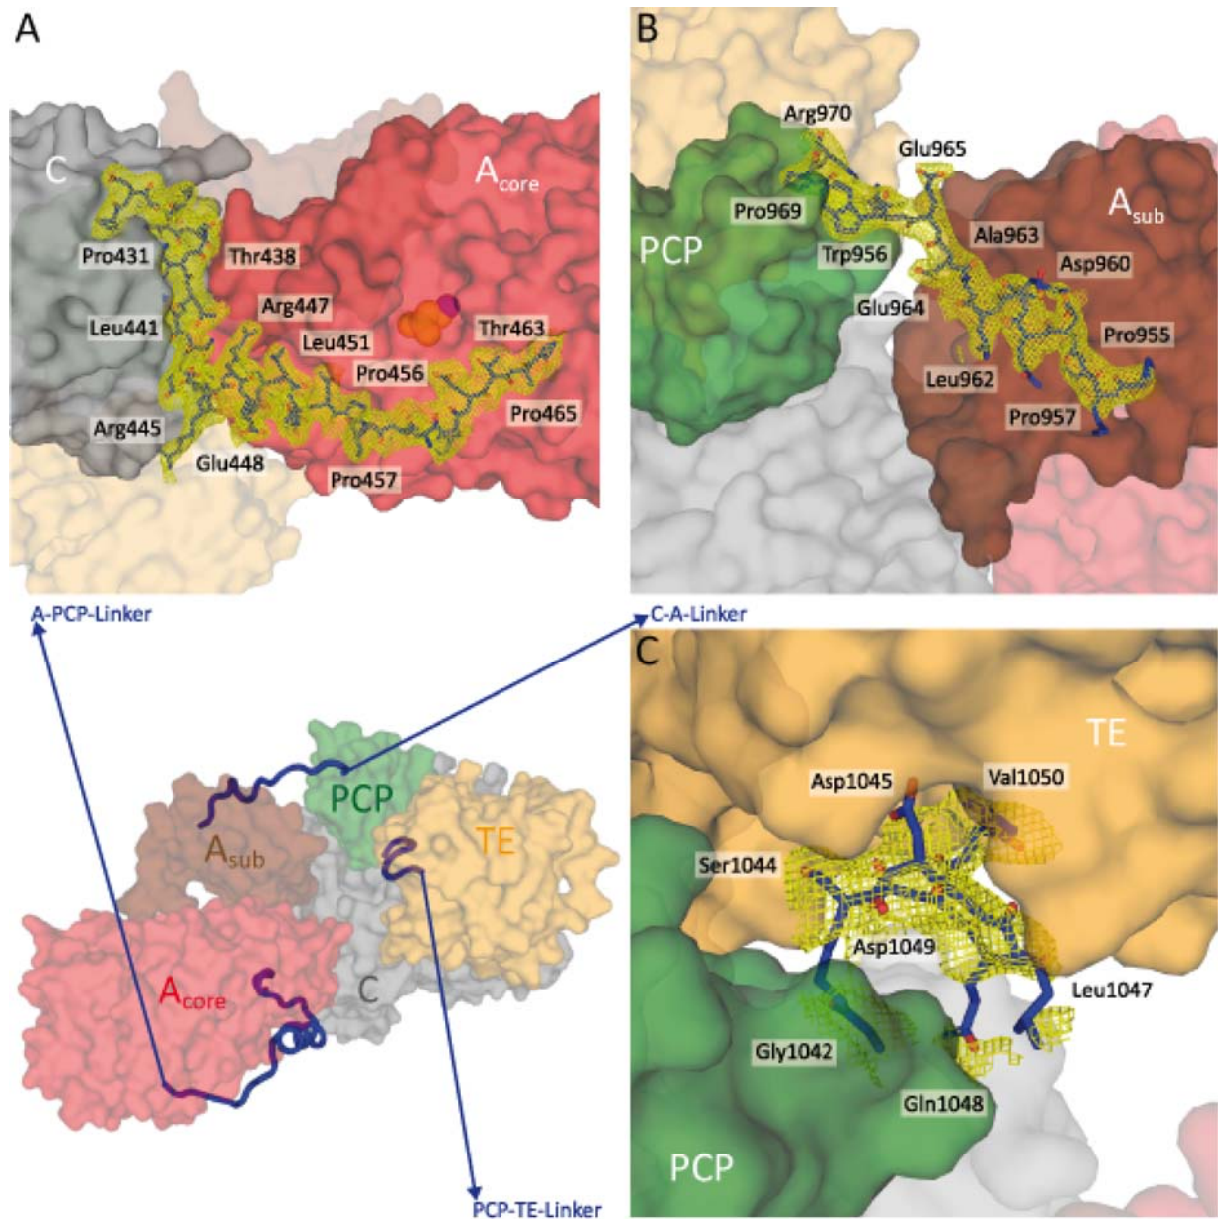 A
C
Acore
Pro431
Thr438
Arg447
Leu441
Leu451
Thr463
Pro456
Arg445
Pro465
Glu448
Pro457
B
Arg970
Glu965
Pro969
Asub
PCP
Trp956
Ala963
Asp960
Glu964
Pro955
Leu962
Pro957
A-PCP-Linker
C-A-Linker
PCP
Asub
TE
Acore
C
PCP-TE-Linker
C
TE
Asp1045
Val1050
Ser1044
Asp1049
Leu1047
Gly1042
Gln1048
PCP